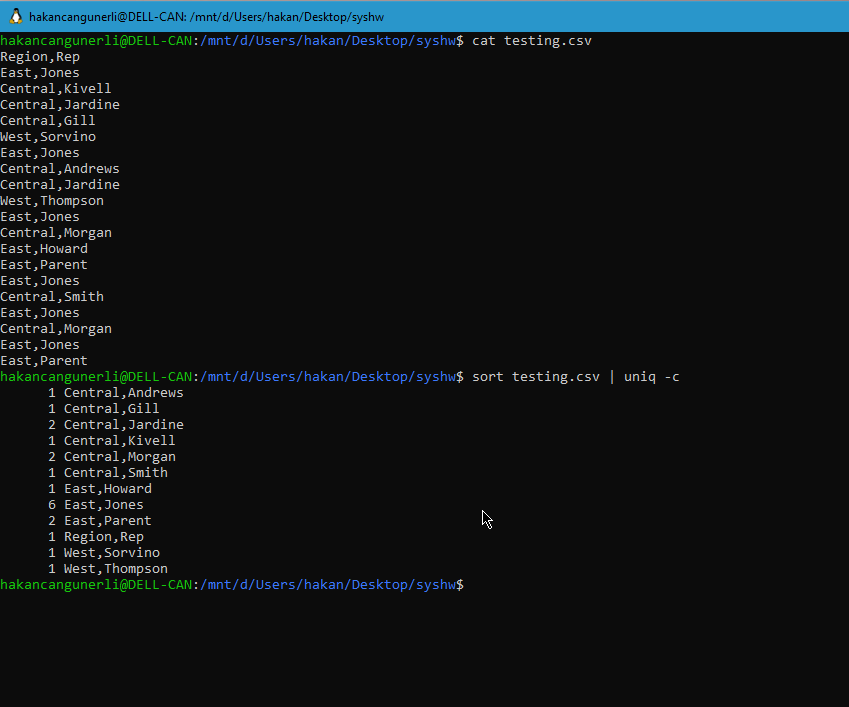 hakancangunerli@DELL-CAN: /mnt/d/Users/hakan/Desktop/syshw
hakancangunerli@DELL-CAN:/mnt/d/Users/hakan/Desktop/syshw$ cat testing.csv
Region,Rep
East,Jones
Central,Kivell
Central,Jardine
Central,Gill
West,Sorvino
East,Jones
Central,Andrews
Central,Jardine
West,Thompson
East,Jones
Central,Morgan
East,Howard
East,Parent
East,Jones
Central,Smith
East,Jones
Central,Morgan
East,Jones
East,Parent
hakancangunerli@DELL-CAN:/mnt/d/Users/hakan/Desktop/syshw$ sort testing.csv | uniq -c
      1 Central,Andrews
      1 Central,Gill
      2 Central,Jardine
      1 Central,Kivell
      2 Central,Morgan
      1 Central,Smith
      1 East,Howard
      6 East,Jones
      2 East,Parent
      1 Region,Rep
      1 West,Sorvino
      1 West,Thompson
hakancangunerli@DELL-CAN:/mnt/d/Users/hakan/Desktop/syshw$